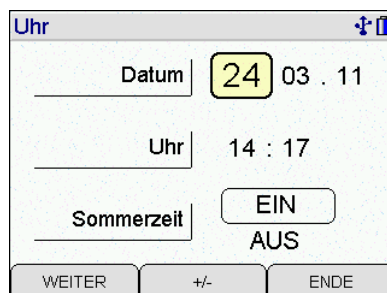 Uhr
Datum 24 03 . 11
Uhr 14 : 17
Sommerzeit EIN
AUS
WEITER +/- ENDE